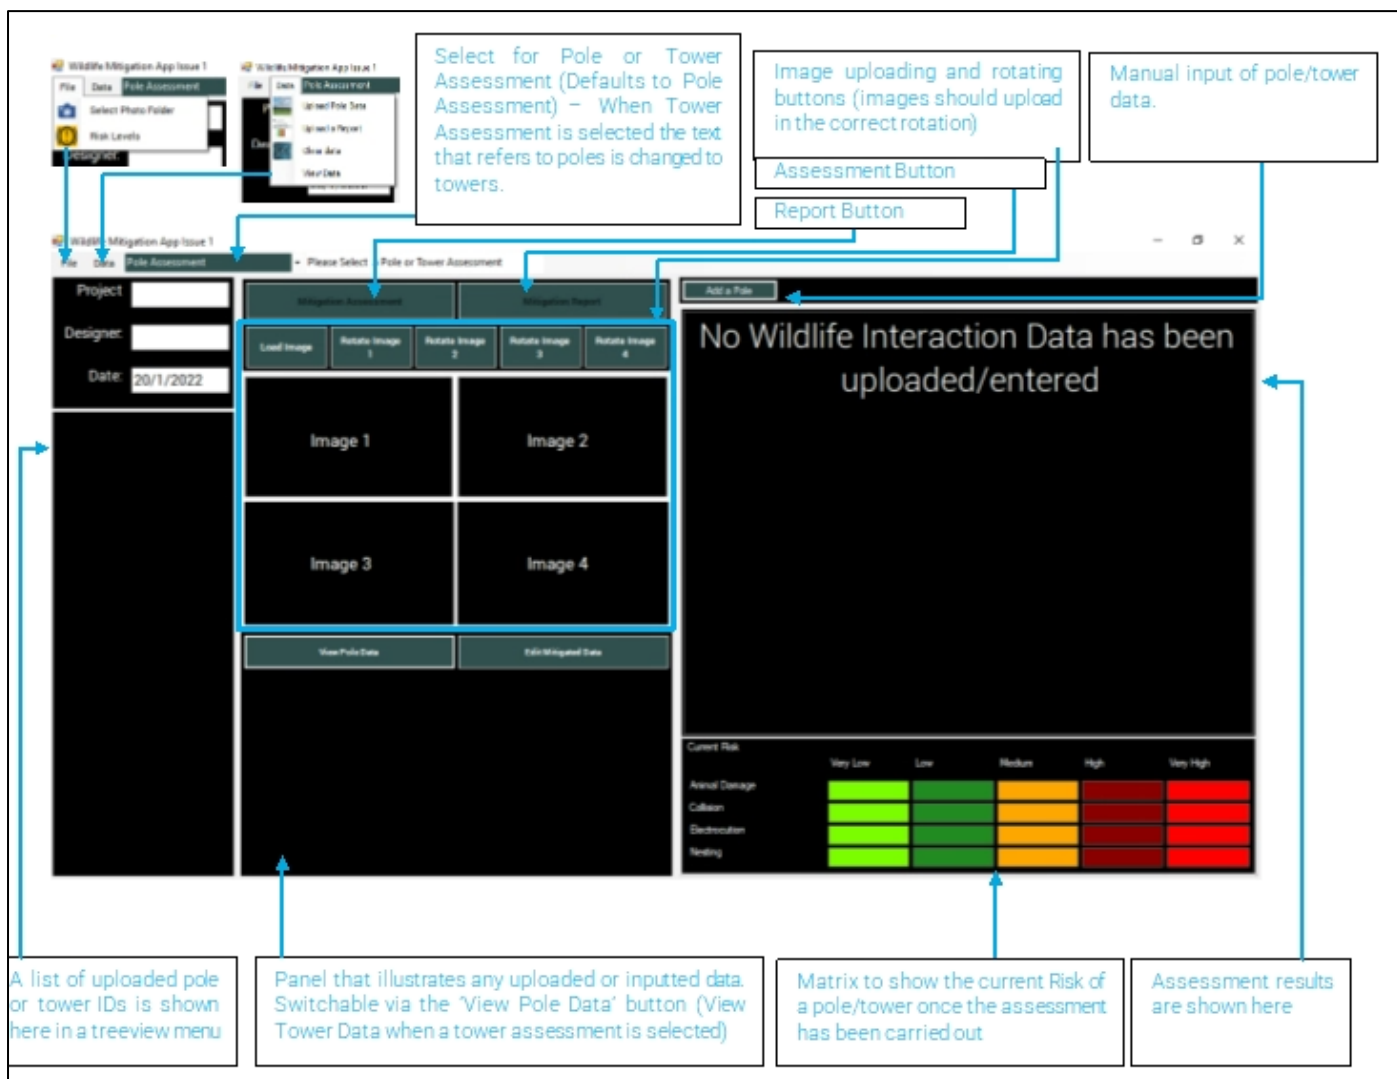 Wildlife Mitigation App Issue 1
File Data Pole Assessment
Select Photo Folder
Risk Levels
Designer:
Wildlife Mitigation App Issue 1
File Data Pole Assessment
Upload Pole Data
Upload a Report
Clear data
View Data
Select for Pole or Tower
Assessment (Defaults to Pole
Assessment) – When Tower
Assessment is selected the text
that refers to poles is changed to
towers.
Image uploading and rotating
buttons (images should upload
in the correct rotation)
Assessment Button
Report Button
Manual input of pole/tower
data.
Wildlife Mitigation App Issue 1
File Data Pole Assessment Please Select a Pole or Tower Assessment
Project
Designer:
Date: 20/1/2022
Mitigation Assessment Mitigation Report
Load Image Rotate Image 1 Rotate Image 2 Rotate Image 3 Rotate Image 4
Image 1 Image 2
Image 3 Image 4
View Pole Data Edit Mitigated Data
Add a Pole
No Wildlife Interaction Data has been
uploaded/entered
Current Risk
Very Low Low Medium High Very High
Animal Damage
Collision
Electrocution
Nesting
A list of uploaded pole
or tower IDs is shown
here in a treeview menu
Panel that illustrates any uploaded or inputted data.
Switchable via the ‘View Pole Data’ button (View
Tower Data when a tower assessment is selected)
Matrix to show the current Risk of
a pole/tower once the assessment
has been carried out
Assessment results
are shown here